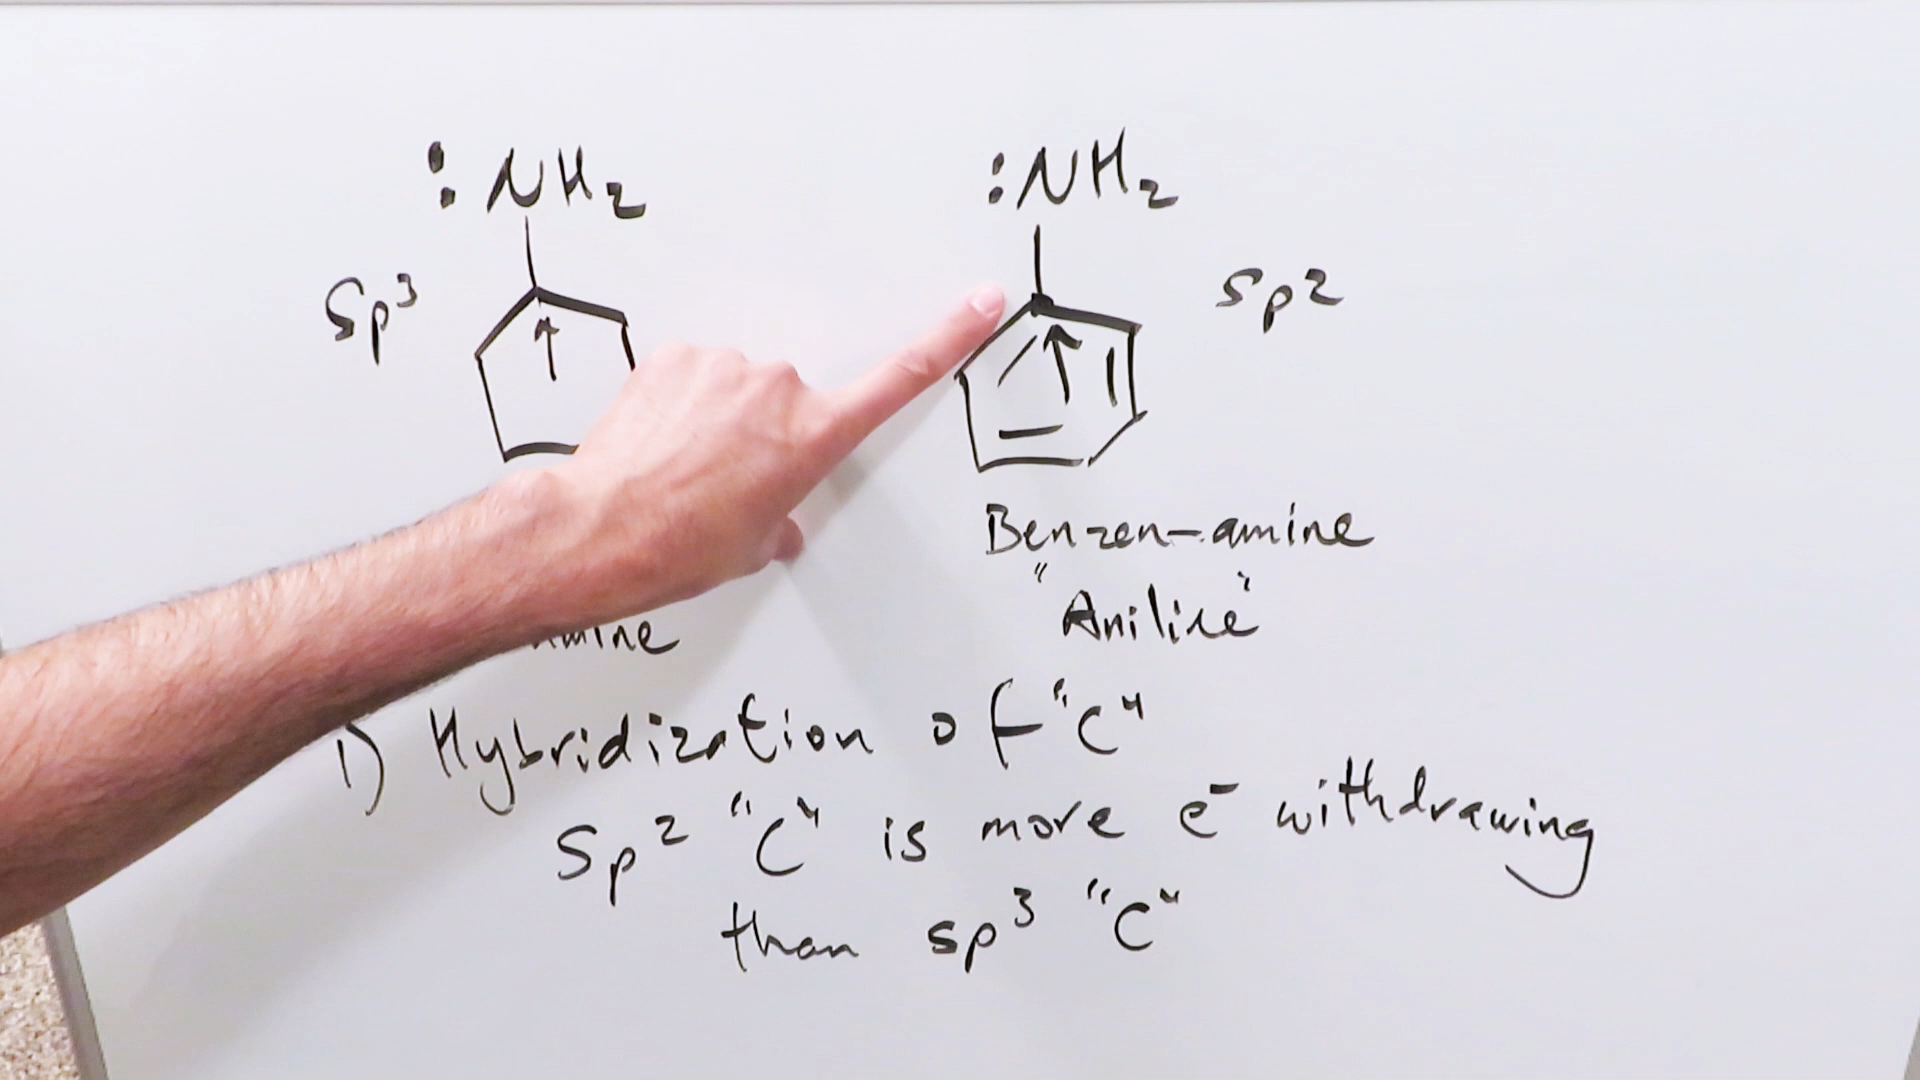 :NH₂ :NH₂
Sp³ Sp²
Benzen-amine
"Aniline"
amine
1) Hybridization of "C"
Sp² "C" is more e⁻ withdrawing
than sp³ "C"